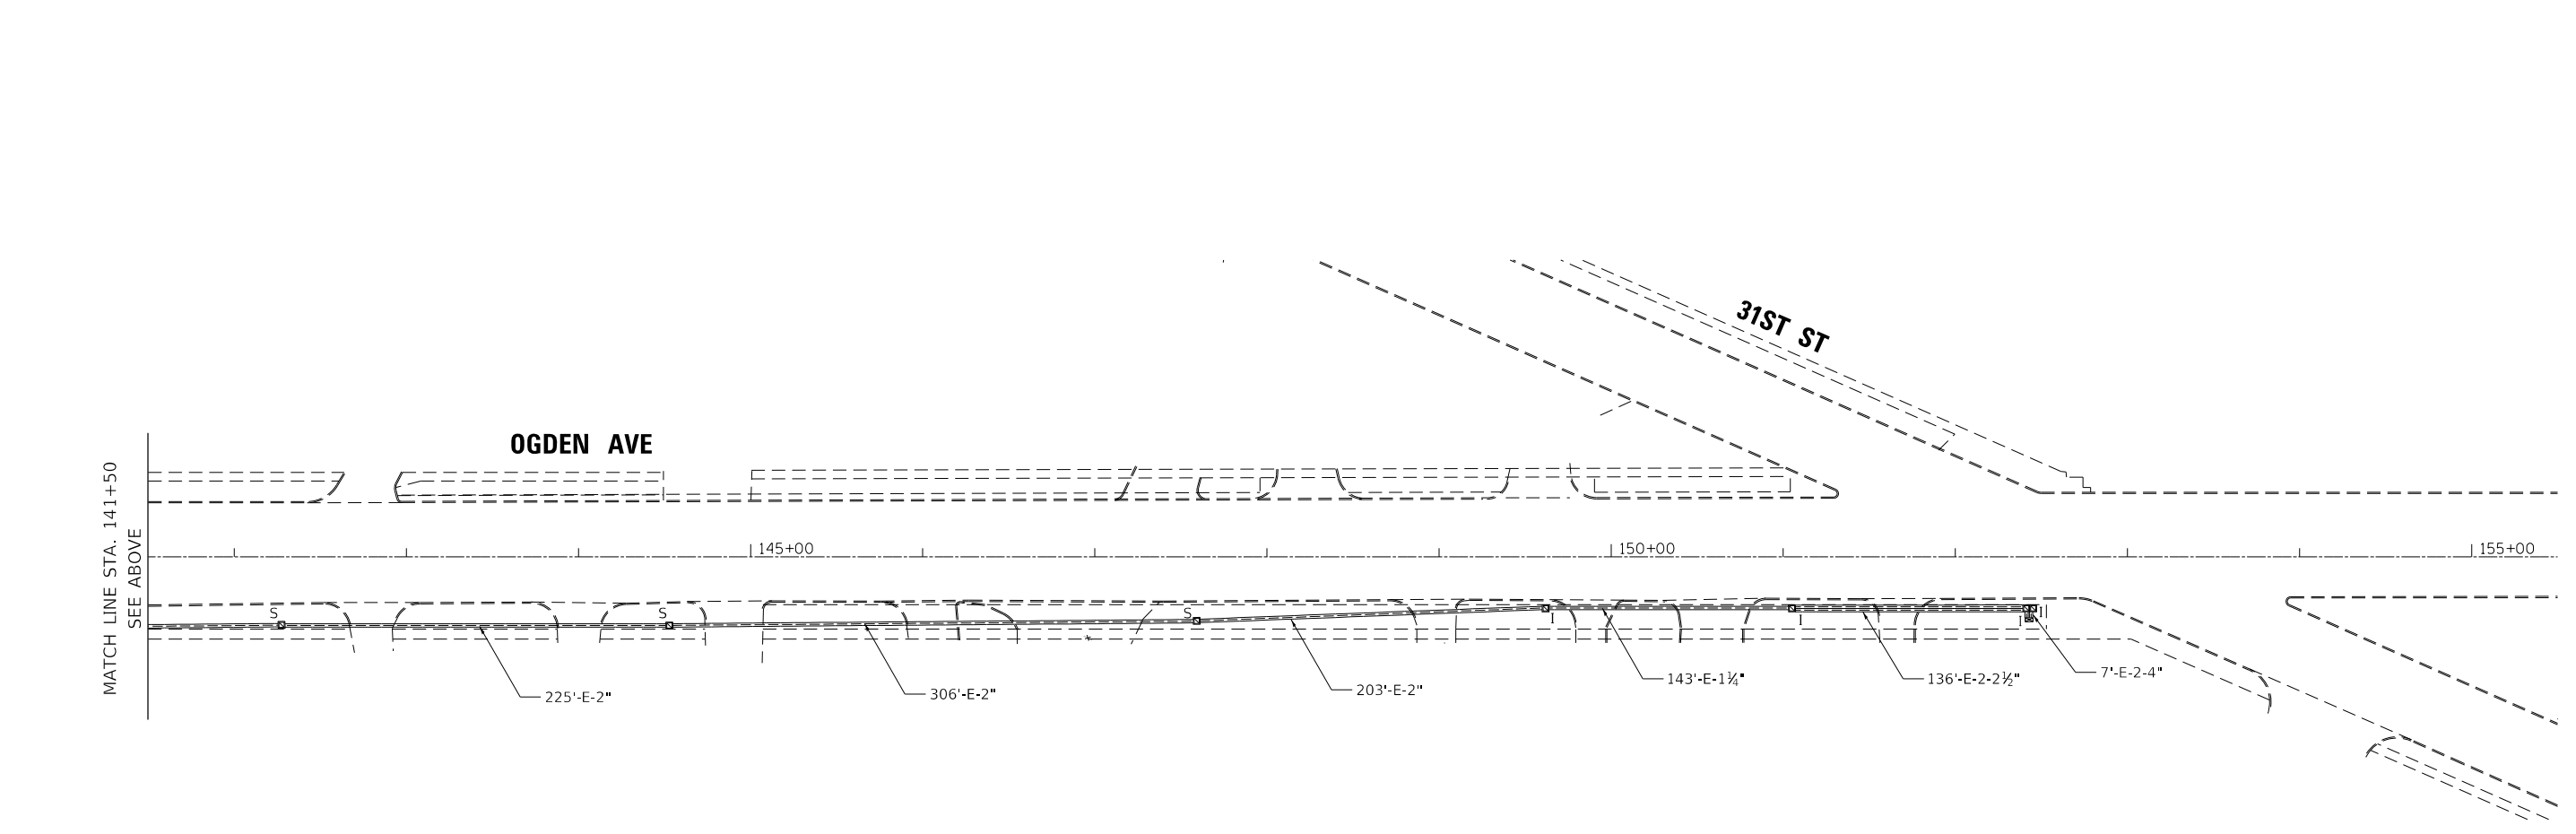 31ST ST
OGDEN AVE
MATCH LINE STA. 141+50
SEE ABOVE
145+00
150+00
155+00
S
S
S
I
I
I
I
225'-E-2"
306'-E-2"
203'-E-2"
143'-E-1¼"
136'-E-2-2½"
7'-E-2-4"